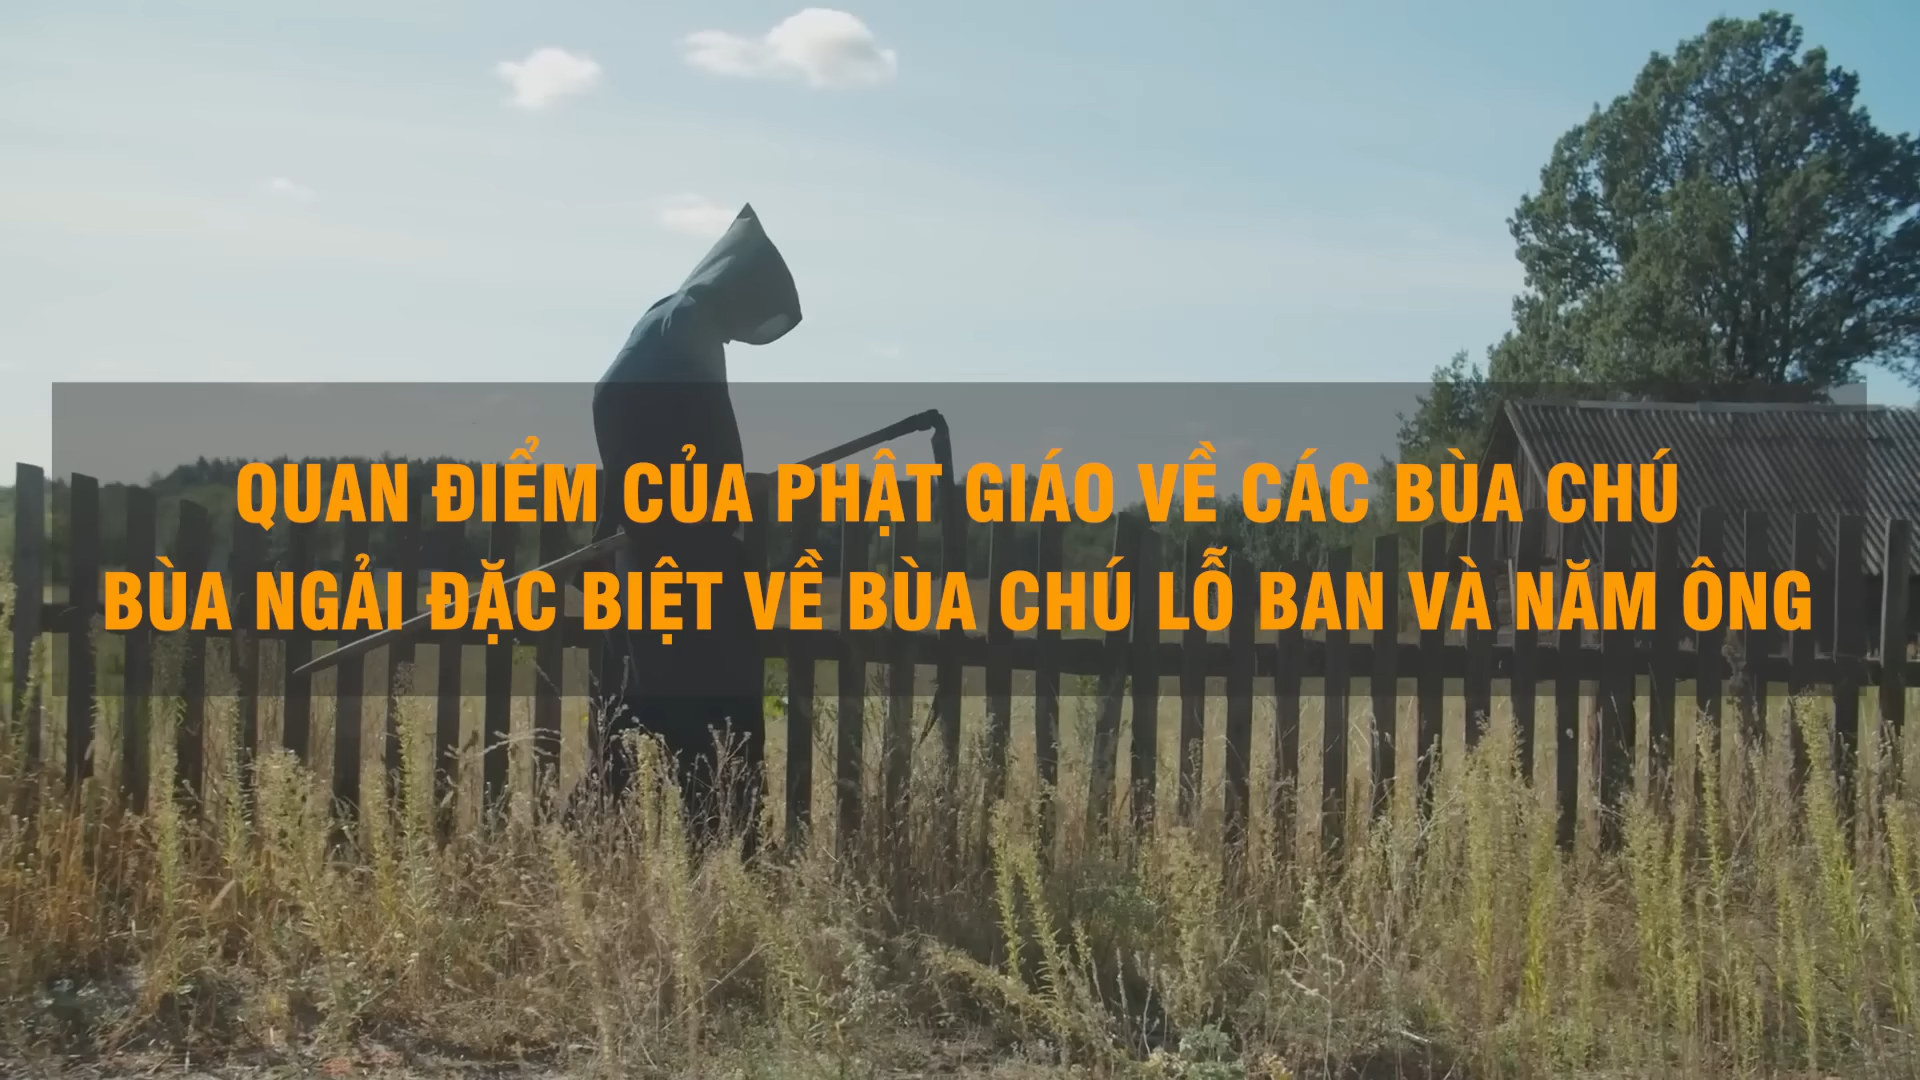 QUAN ĐIỂM CỦA PHẬT GIÁO VỀ CÁC BÙA CHÚ
BÙA NGẢI ĐẶC BIỆT VỀ BÙA CHÚ LỖ BAN VÀ NĂM ÔNG